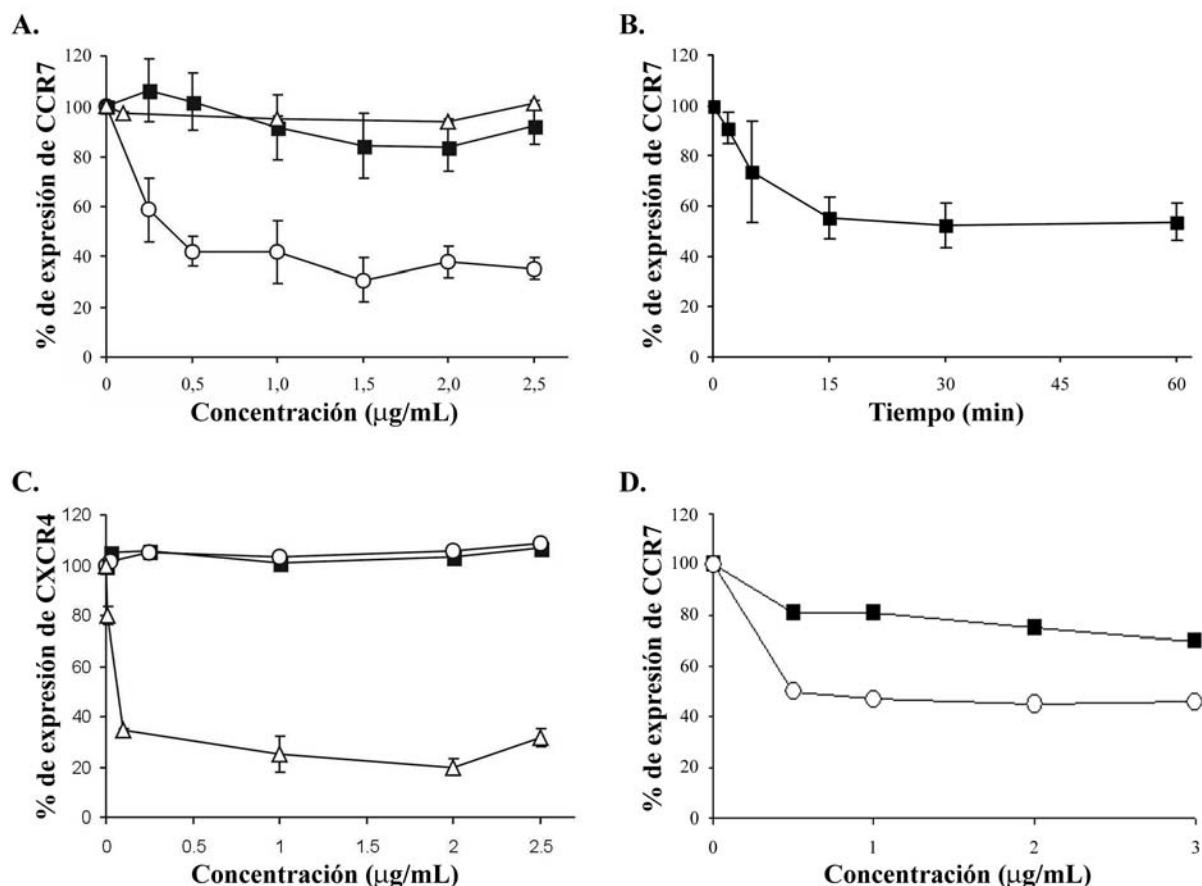 A.
% de expresión de CCR7
120
100
80
60
40
20
0
0 0,5 1,0 1,5 2,0 2,5
Concentración (µg/mL)
B.
% de expresión de CCR7
120
100
80
60
40
20
0
0 15 30 45 60
Tiempo (min)
C.
% de expresión de CXCR4
120
100
80
60
40
20
0
0 0.5 1 1.5 2 2.5
Concentración (µg/mL)
D.
% de expresión de CCR7
120
100
80
60
40
20
0
0 1 2 3
Concentración (µg/mL)